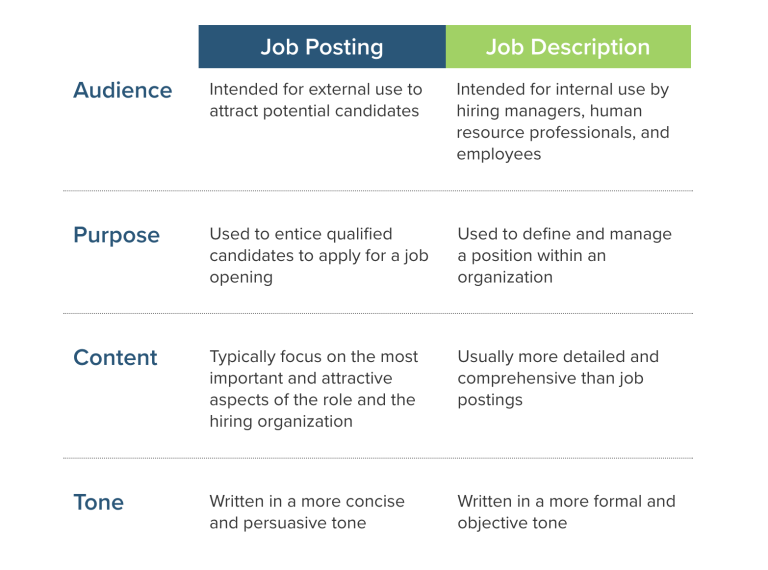 Job Posting
Job Description
Audience
Intended for external use to
attract potential candidates
Intended for internal use by
hiring managers, human
resource professionals, and
employees
Purpose
Used to entice qualified
candidates to apply for a job
opening
Used to define and manage
a position within an
organization
Content
Typically focus on the most
important and attractive
aspects of the role and the
hiring organization
Usually more detailed and
comprehensive than job
postings
Tone
Written in a more concise
and persuasive tone
Written in a more formal and
objective tone